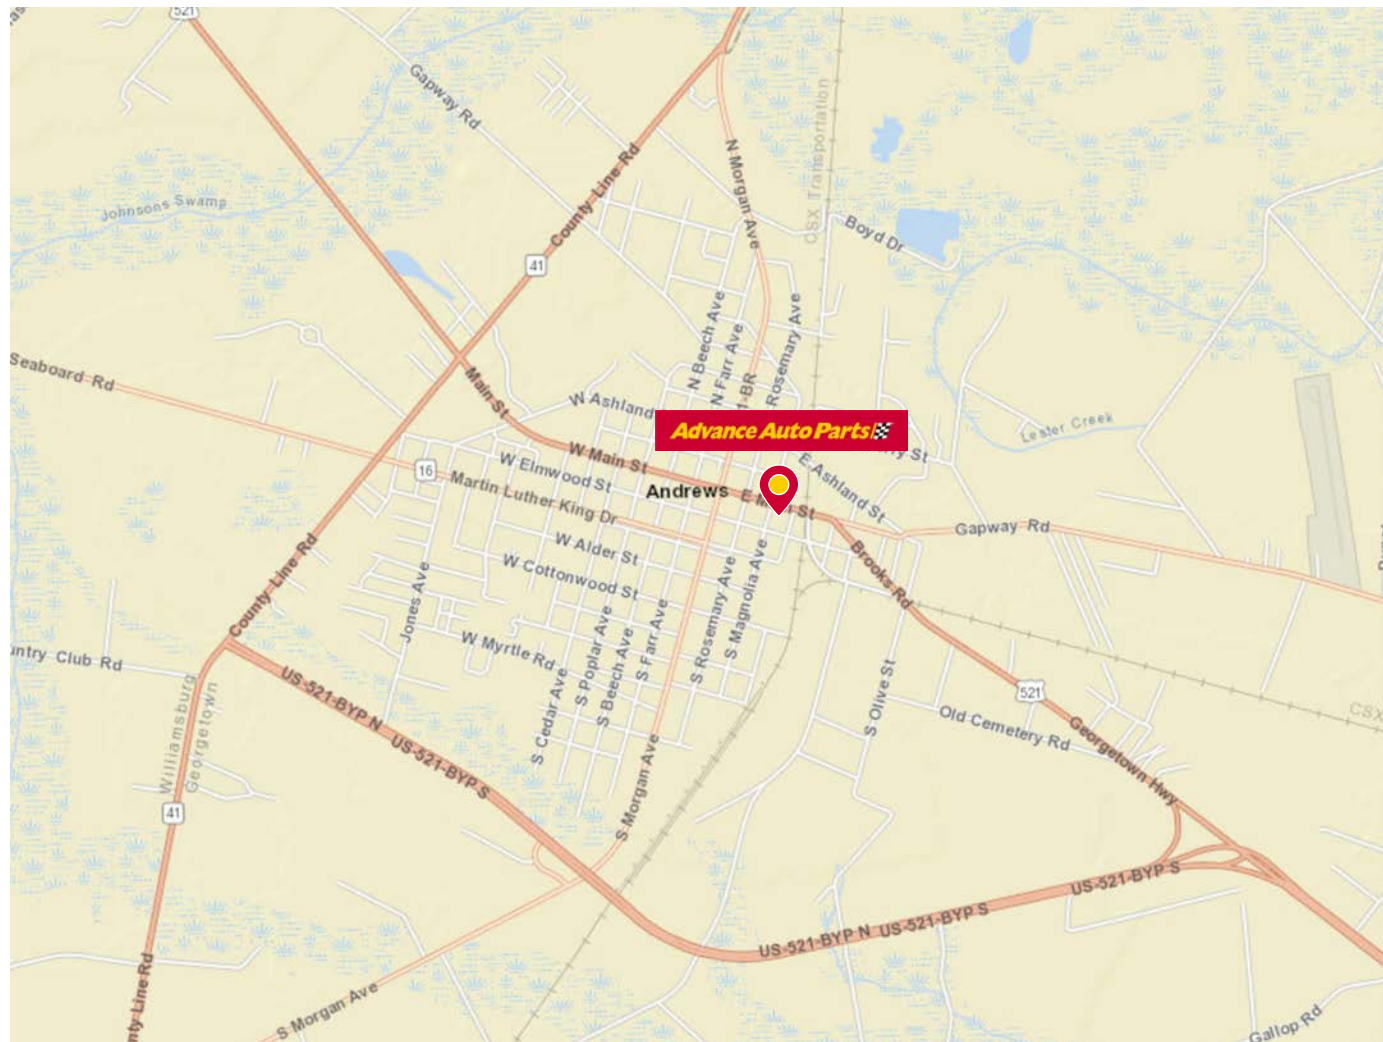 521
Gapway Rd
County Line Rd
N Morgan Ave
CSX Transportation
Johnsons Swamp
Boyd Dr
41
N Beech Ave
N Farr Ave
Rosemary Ave
Seaboard Rd
Main St
W Ashland
Advance Auto Parts
Lester Creek
W Main St
E Ashland St
W Elmwood St
16
Andrews
E Main St
Martin Luther King Dr
Gapway Rd
W Alder St
Brooks Rd
W Cottonwood St
County Line Rd
Jones Ave
S Rosemary Ave
S Magnolia Ave
S Poplar Ave
S Farr Ave
S Beech Ave
W Myrtle Rd
Club Rd
Williamsburg
Georgetown
US-521-BYP N
US-521-BYP S
S Cedar Ave
S Olive St
521
CSX
Old Cemetery Rd
Georgetown Hwy
S Morgan Ave
41
US-521-BYP S
US-521-BYP S
US-521-BYP N
Line Rd
S Morgan Ave
Gallop Rd